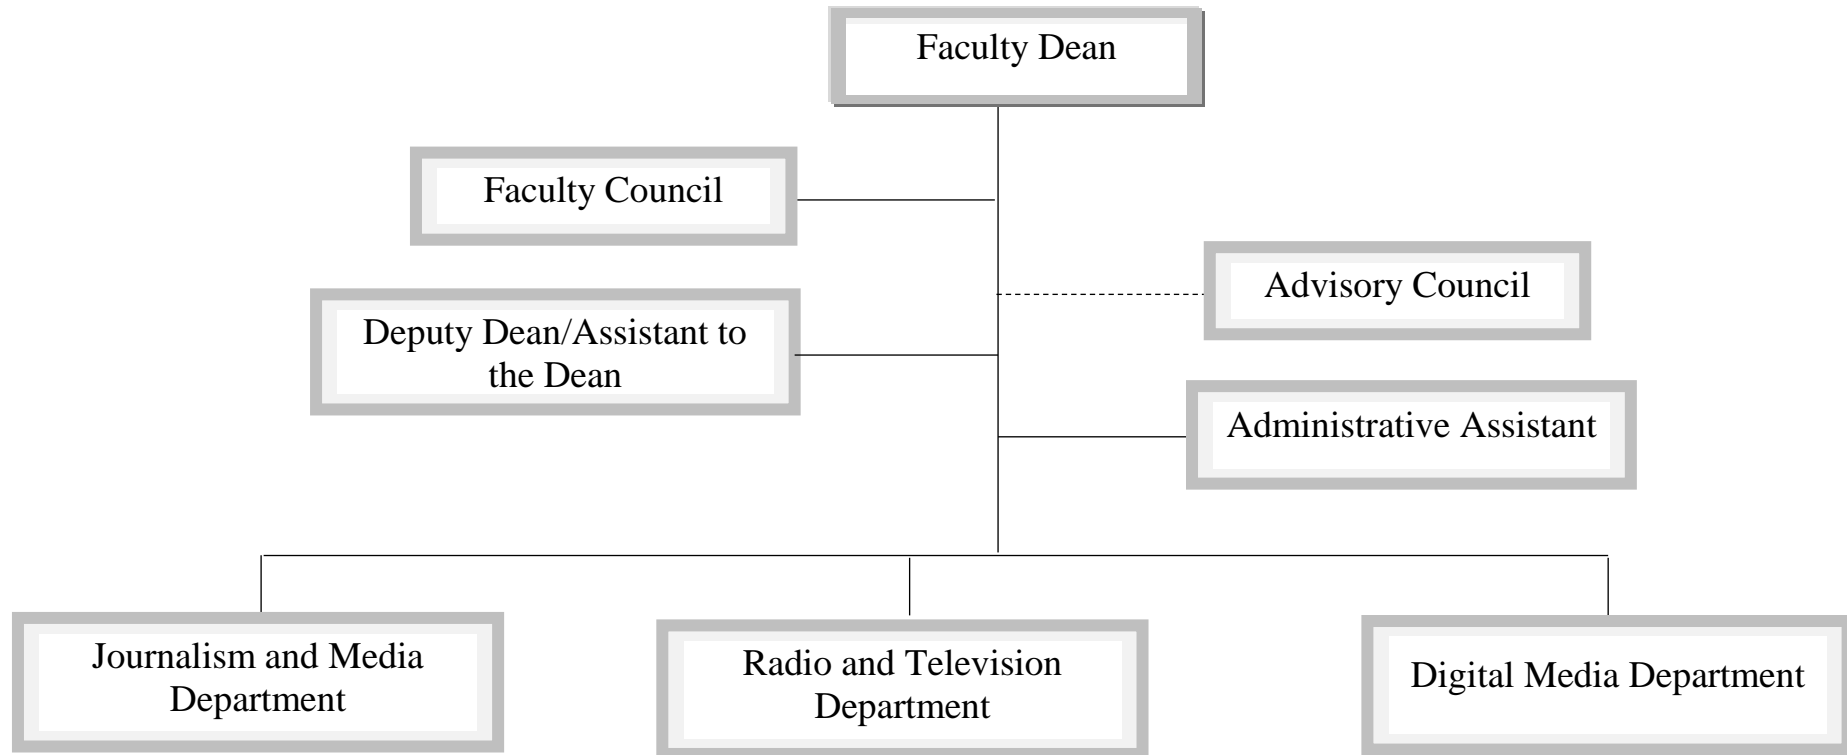 Faculty Dean
Faculty Council
Advisory Council
Deputy Dean/Assistant to
the Dean
Administrative Assistant
Journalism and Media
Department
Radio and Television
Department
Digital Media Department